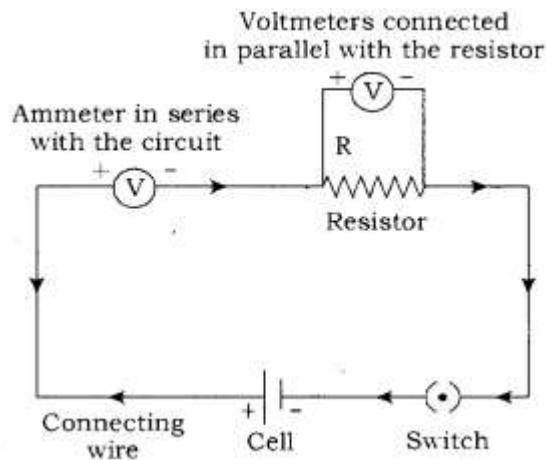 Voltmeters connected
in parallel with the resistor
+ V -
Ammeter in series
with the circuit
+ V -
R
Resistor
+ -
Connecting
wire
Cell
Switch